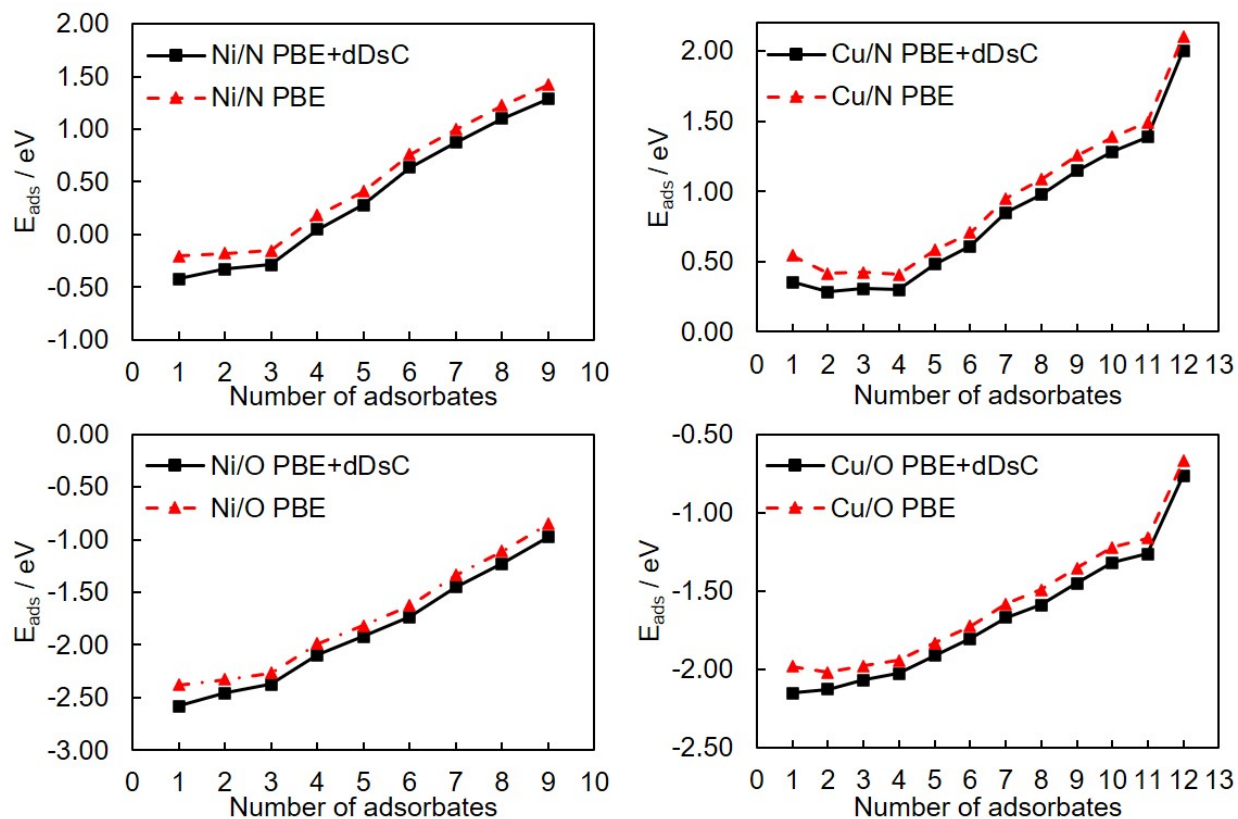 2.00
1.50
1.00
0.50
0.00
-0.50
-1.00
E_ads / eV
Ni/N PBE+dDsC
Ni/N PBE
0 1 2 3 4 5 6 7 8 9 10
Number of adsorbates
2.00
1.50
1.00
0.50
0.00
E_ads / eV
Cu/N PBE+dDsC
Cu/N PBE
0 1 2 3 4 5 6 7 8 9 10 11 12 13
Number of adsorbates
0.00
-0.50
-1.00
-1.50
-2.00
-2.50
-3.00
E_ads / eV
Ni/O PBE+dDsC
Ni/O PBE
0 1 2 3 4 5 6 7 8 9 10
Number of adsorbates
-0.50
-1.00
-1.50
-2.00
-2.50
E_ads / eV
Cu/O PBE+dDsC
Cu/O PBE
0 1 2 3 4 5 6 7 8 9 10 11 12 13
Number of adsorbates